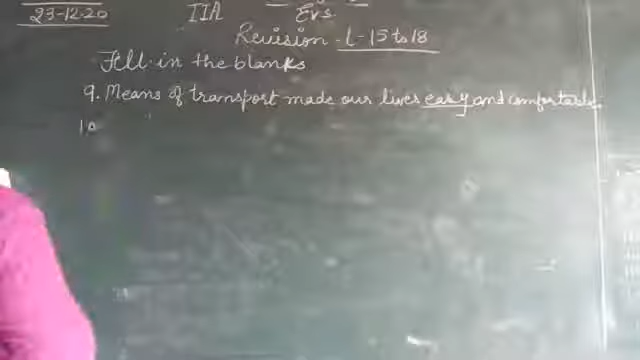 23-12-20 IIA Evs
Revision - L-15 to 18
Fill in the blanks
9. Means of transport made our lives easy and comfortable.
10